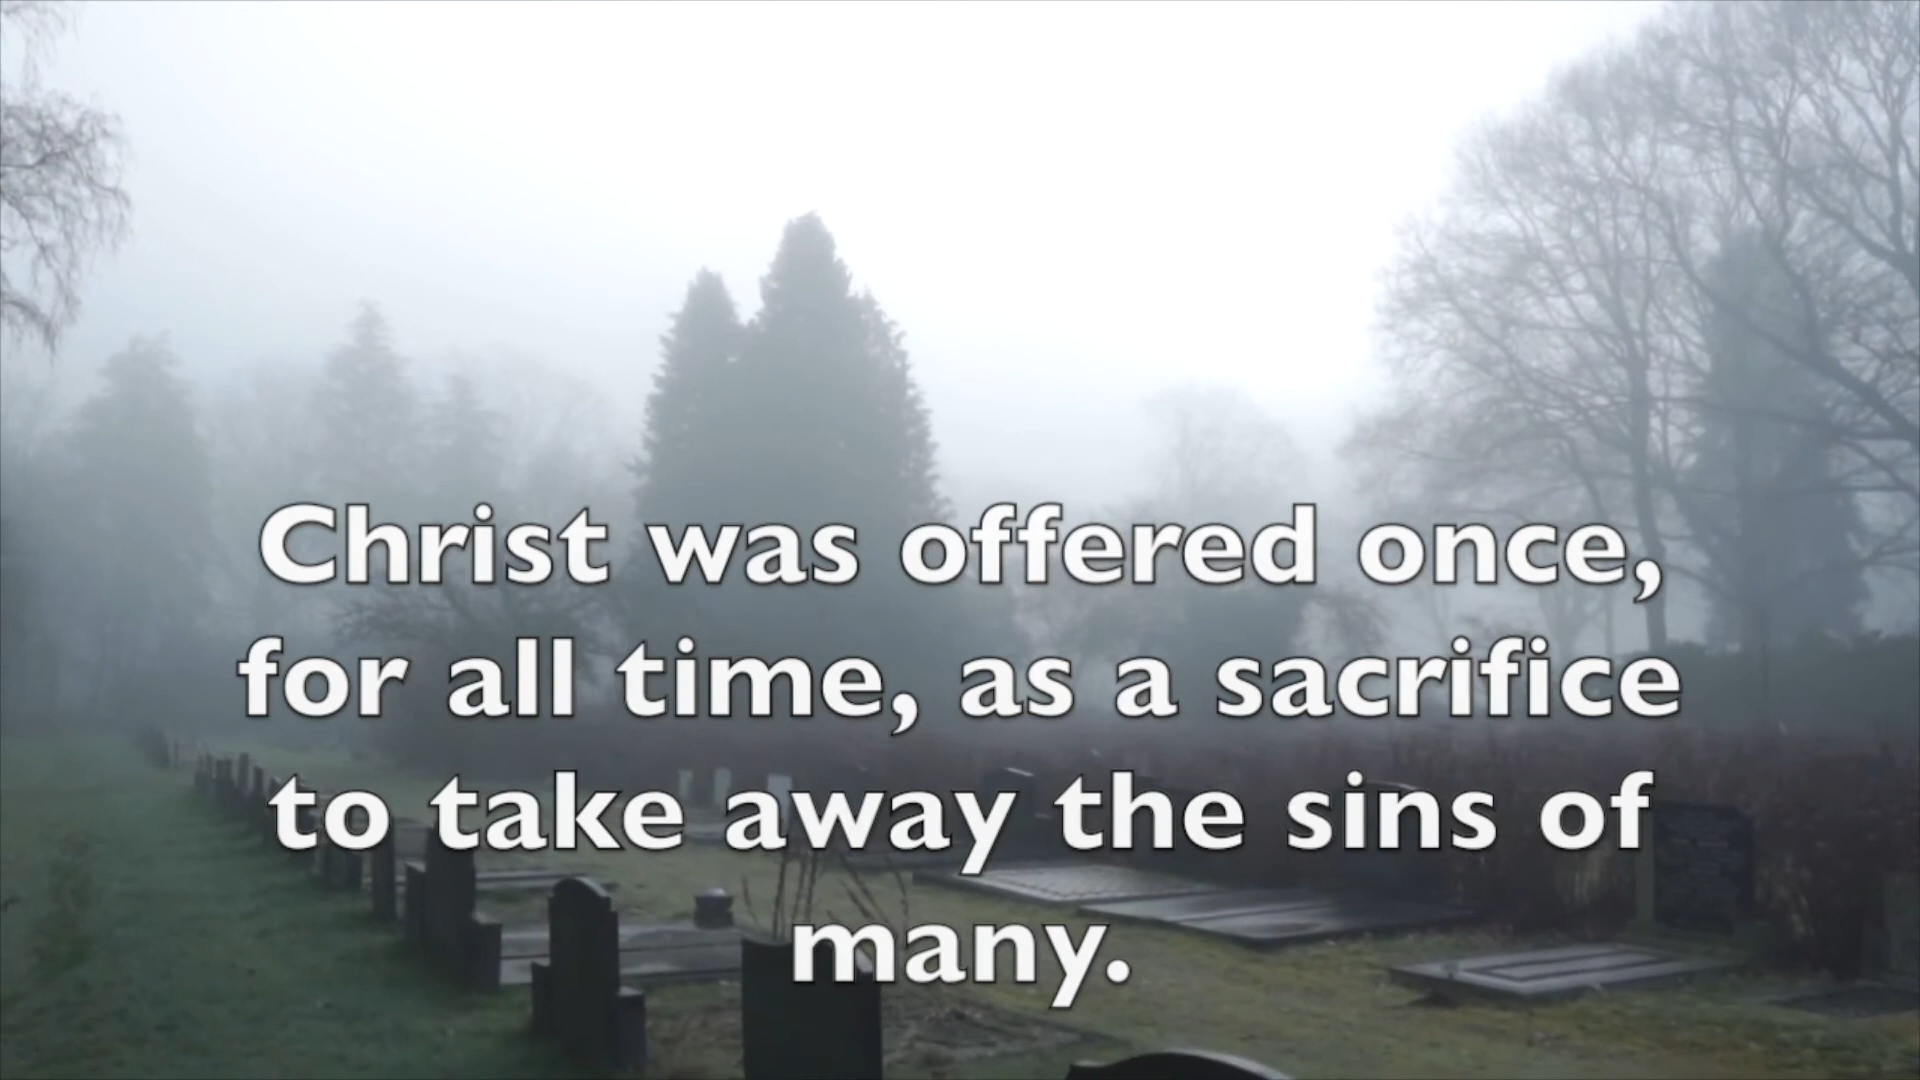 Christ was offered once,
for all time, as a sacrifice
to take away the sins of
many.